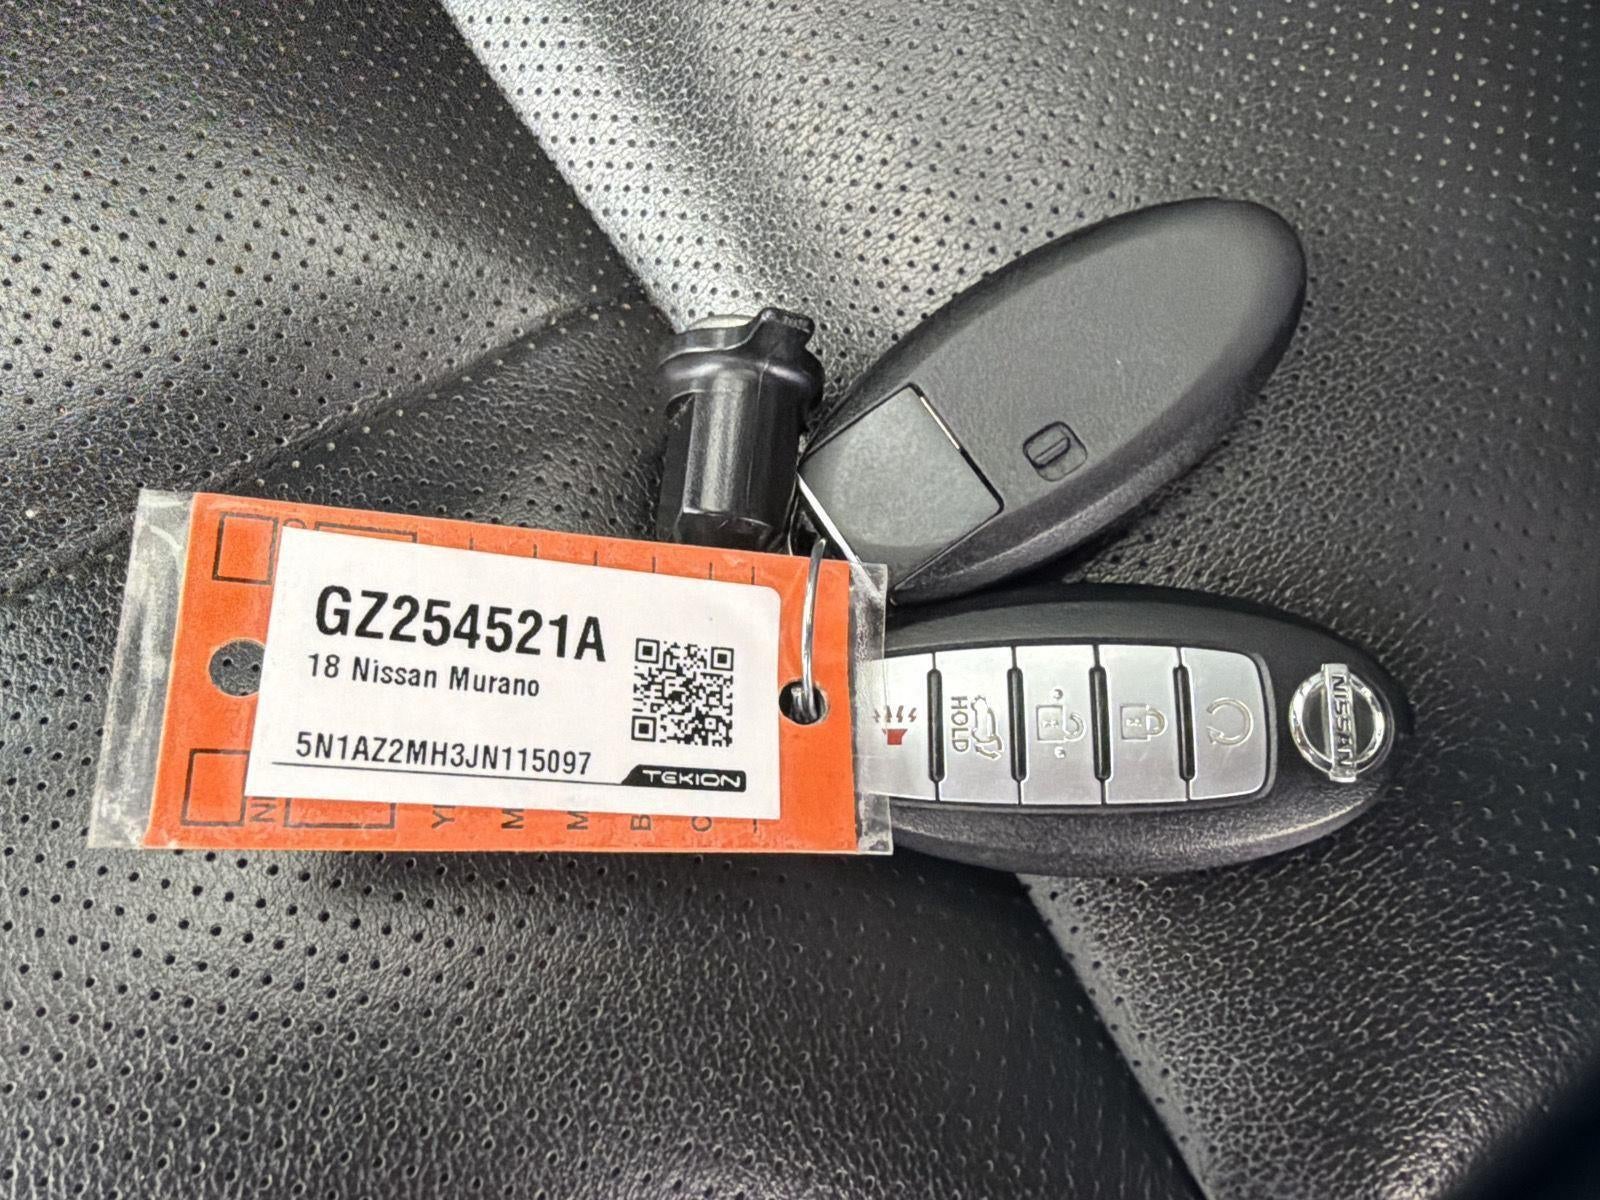 GZ254521A
18 Nissan Murano
5N1AZ2MH3JN115097
TEKION
HOLD
NISSAN